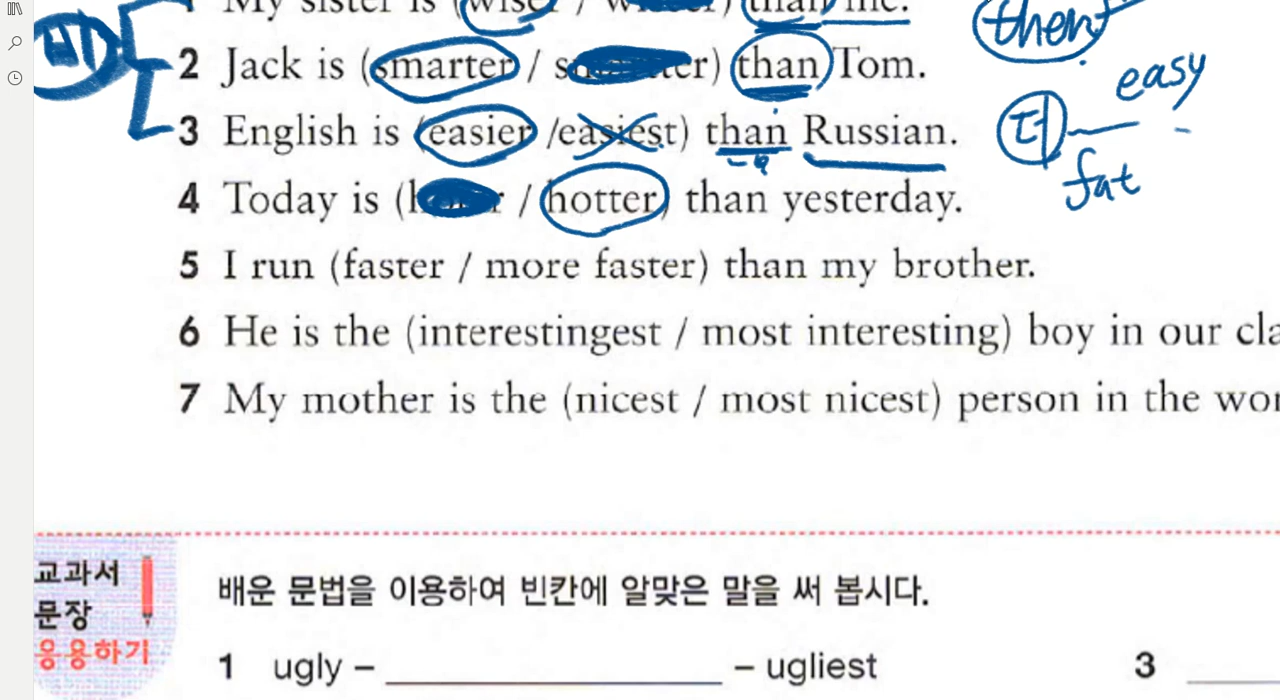 My sister is (wiser / ) than me.
then
2 Jack is (smarter / ) than Tom.
easy
3 English is (easier /easiest) than Russian.
더
fat
4 Today is ( / hotter) than yesterday.
5 I run (faster / more faster) than my brother.
6 He is the (interestingest / most interesting) boy in our cla
7 My mother is the (nicest / most nicest) person in the wor
교과서
문장
응용하기
배운 문법을 이용하여 빈칸에 알맞은 말을 써 봅시다.
1 ugly – – ugliest
3